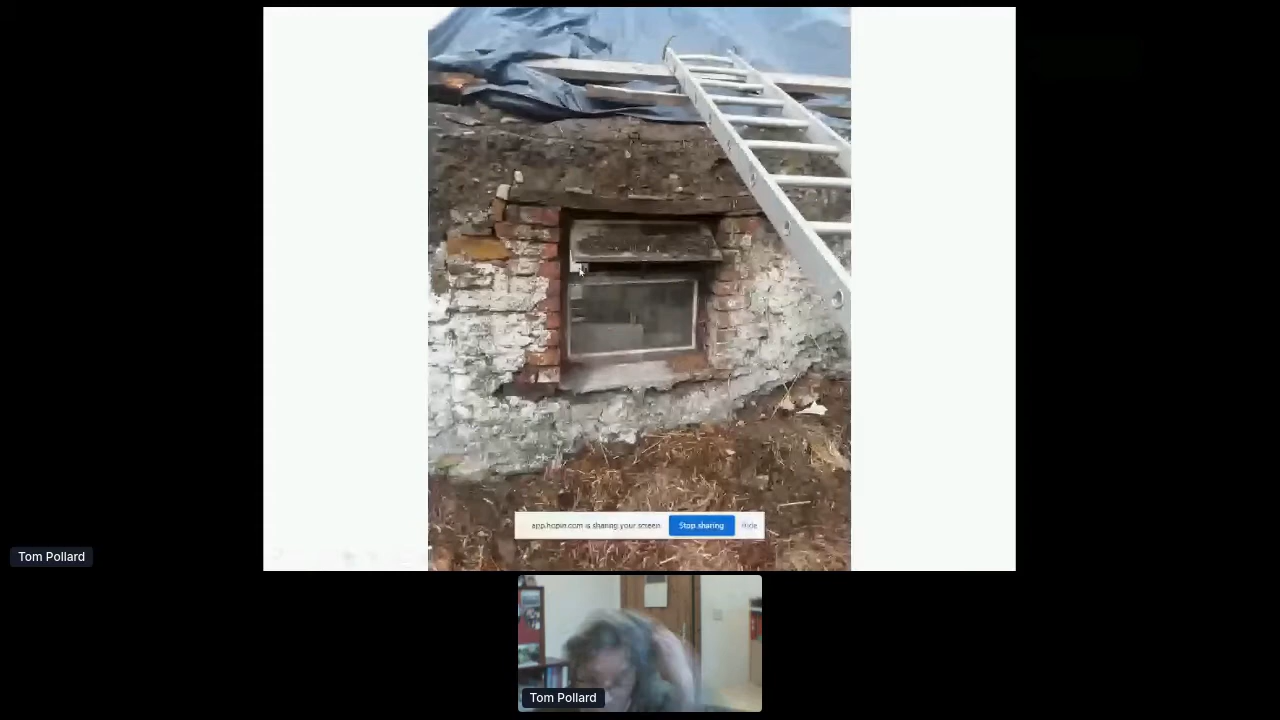 app.hopin.com is sharing your screen
Stop sharing
Hide
Tom Pollard
Tom Pollard